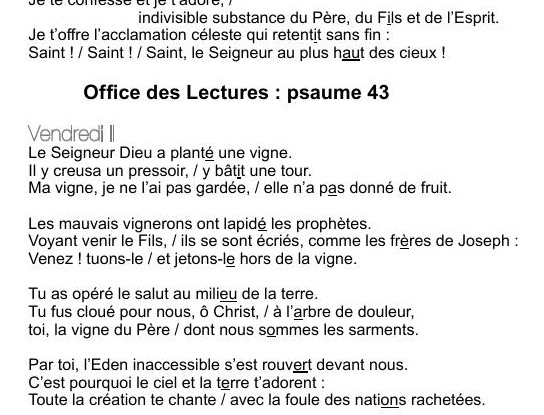 Je te confesse et je t'adore, /
indivisible substance du Père, du Fils et de l'Esprit.
Je t'offre l'acclamation céleste qui retentit sans fin :
Saint ! / Saint ! / Saint, le Seigneur au plus haut des cieux !
Office des Lectures : psaume 43
Vendredi II
Le Seigneur Dieu a planté une vigne.
Il y creusa un pressoir, / y bâtit une tour.
Ma vigne, je ne l'ai pas gardée, / elle n'a pas donné de fruit.
Les mauvais vignerons ont lapidé les prophètes.
Voyant venir le Fils, / ils se sont écriés, comme les frères de Joseph :
Venez ! tuons-le / et jetons-le hors de la vigne.
Tu as opéré le salut au milieu de la terre.
Tu fus cloué pour nous, ô Christ, / à l'arbre de douleur,
toi, la vigne du Père / dont nous sommes les sarments.
Par toi, l'Eden inaccessible s'est rouvert devant nous.
C'est pourquoi le ciel et la terre t'adorent :
Toute la création te chante / avec la foule des nations rachetées.